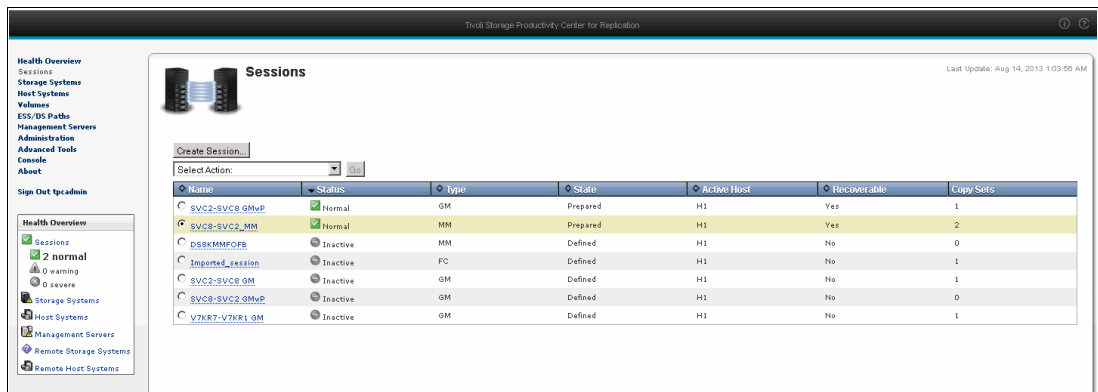 Tivoli Storage Productivity Center for Replication
Health Overview
Sessions
Storage Systems
Host Systems
Volumes
ESS/DS Paths
Management Servers
Administration
Advanced Tools
Console
About
Sign Out tpcadmin
Health Overview
Sessions
2 normal
0 warning
0 severe
Storage Systems
Host Systems
Management Servers
Remote Storage Systems
Remote Host Systems
Sessions
Last Update: Aug 14, 2013 1:03:56 AM
Create Session...
Select Action: Go
Name Status Type State Active Host Recoverable Copy Sets
SVC2-SVC8 GMwP Normal GM Prepared H1 Yes 1
SVC8-SVC2_MM Normal MM Prepared H1 Yes 2
DS8KMMFOFB Inactive MM Defined H1 No 0
Imported_session Inactive FC Defined H1 No 1
SVC2-SVC8 GM Inactive GM Defined H1 No 1
SVC8-SVC2 GMwP Inactive GM Defined H1 No 0
V7KR7-V7KR1 GM Inactive GM Defined H1 No 1